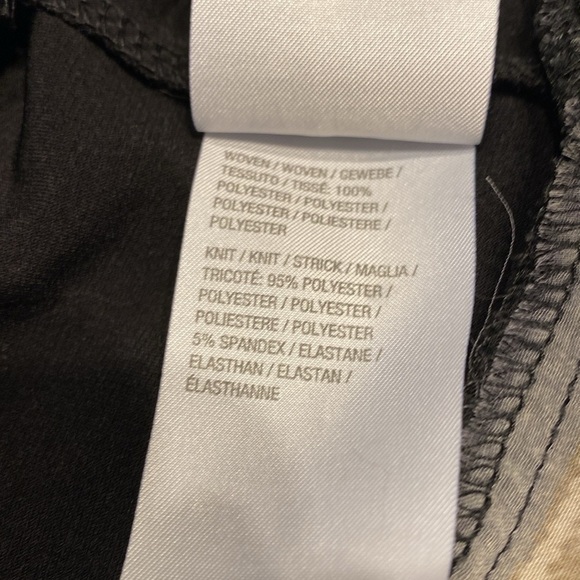 WOVEN / WOVEN / GEWEBE /
TESSUTO / TISSÉ: 100%
POLYESTER / POLYESTER /
POLYESTER / POLIESTERE /
POLYESTER
KNIT / KNIT / STRICK / MAGLIA /
TRICOTÉ: 95% POLYESTER /
POLYESTER / POLYESTER /
POLIESTERE / POLYESTER
5% SPANDEX / ELASTANE /
ELASTHAN / ELASTAN /
ÉLASTHANNE